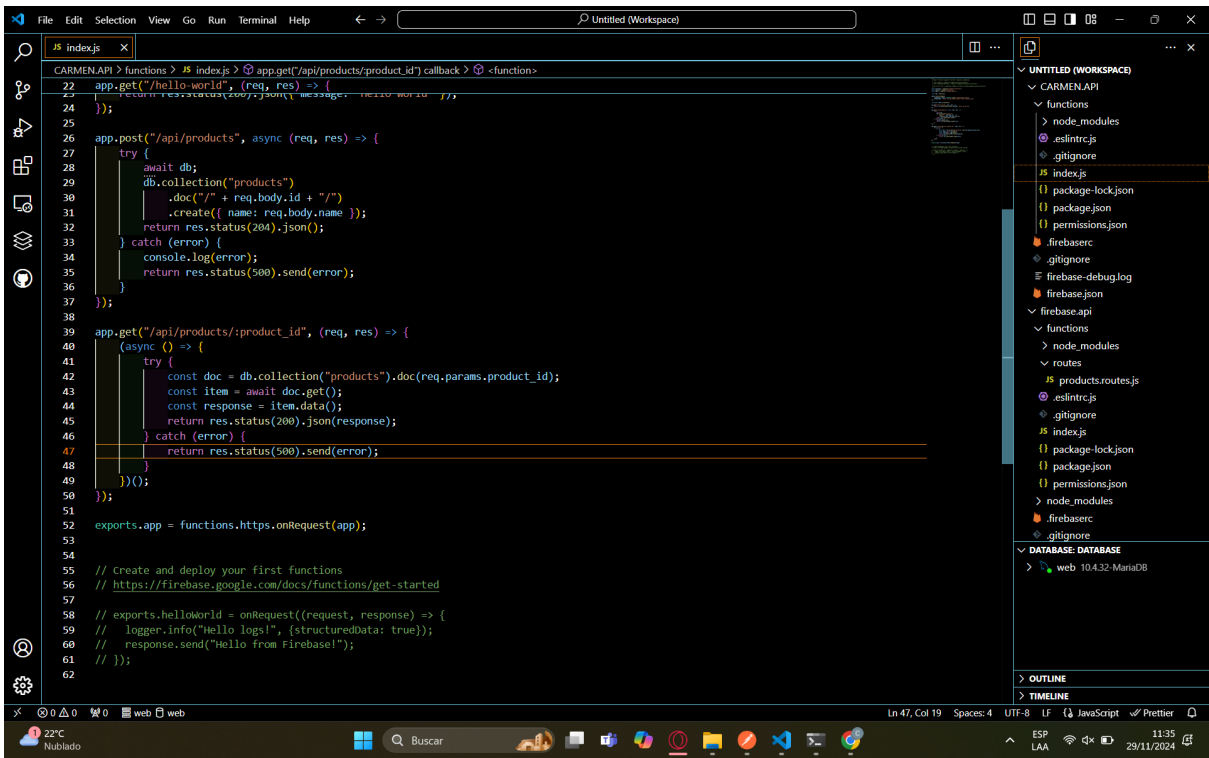 File Edit Selection View Go Run Terminal Help
Untitled (Workspace)
JS index.js
CARMEN.API > functions > JS index.js > app.get("/api/products/:product_id") callback > <function>
22 app.get("/hello-world", (req, res) => {
23 return res.status(200).json({ message: "Hello World" });
24 });
25
26 app.post("/api/products", async (req, res) => {
27 try {
28 await db;
29 db.collection("products")
30 .doc("/" + req.body.id + "/")
31 .create({ name: req.body.name });
32 return res.status(204).json();
33 } catch (error) {
34 console.log(error);
35 return res.status(500).send(error);
36 }
37 });
38
39 app.get("/api/products/:product_id", (req, res) => {
40 (async () => {
41 try {
42 const doc = db.collection("products").doc(req.params.product_id);
43 const item = await doc.get();
44 const response = item.data();
45 return res.status(200).json(response);
46 } catch (error) {
47 return res.status(500).send(error);
48 }
49 })();
50 });
51
52 exports.app = functions.https.onRequest(app);
53
54
55 // Create and deploy your first functions
56 // https://firebase.google.com/docs/functions/get-started
57
58 // exports.helloWorld = onRequest((request, response) => {
59 // logger.info("Hello logs!", {structuredData: true});
60 // response.send("Hello from Firebase!");
61 // });
62
UNTITLED (WORKSPACE)
CARMEN.API
functions
node_modules
.eslintrc.js
.gitignore
JS index.js
{} package-lock.json
{} package.json
{} permissions.json
.firebaserc
.gitignore
firebase-debug.log
firebase.json
firebase.api
functions
node_modules
routes
JS products.routes.js
.eslintrc.js
.gitignore
JS index.js
{} package-lock.json
{} package.json
{} permissions.json
node_modules
.firebaserc
.gitignore
DATABASE: DATABASE
web 10.4.32-MariaDB
OUTLINE
TIMELINE
0 0 0 web web
Ln 47, Col 19 Spaces: 4 UTF-8 LF {} JavaScript Prettier
1 22°C
Nublado
Buscar
ESP
LAA
11:35
29/11/2024